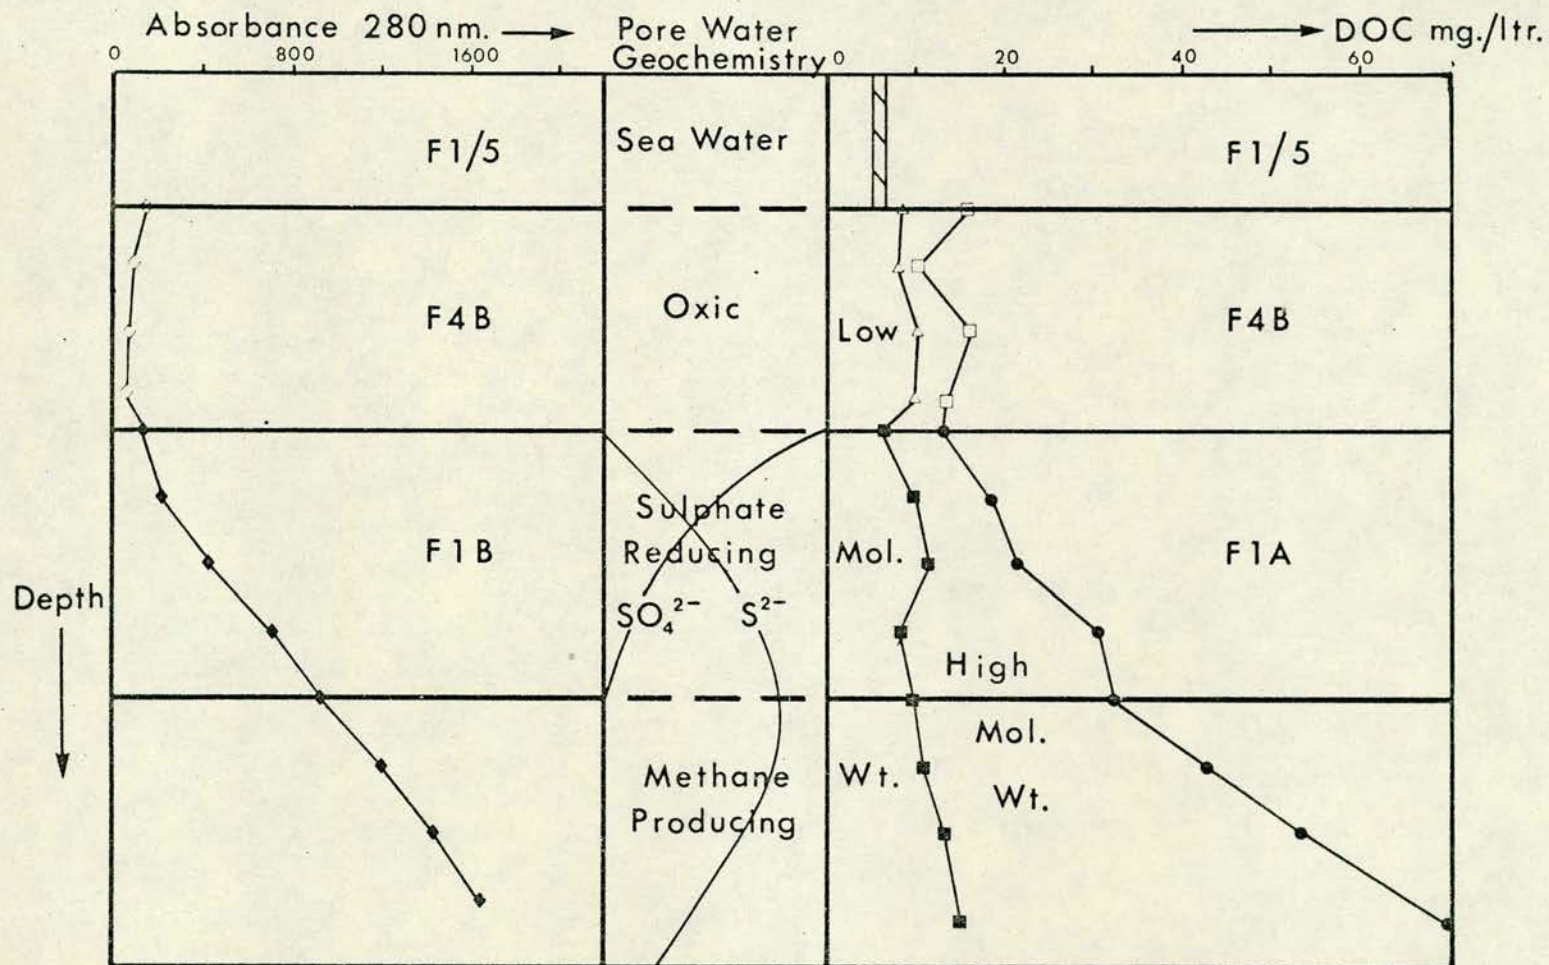 Absorbance 280 nm.
0 800 1600
Pore Water
Geochemistry
DOC mg./ltr.
0 20 40 60
F1/5
Sea Water
F1/5
F4B
Oxic
Low
F4B
F1B
Sulphate
Reducing
SO₄²⁻ S²⁻
Mol.
High
F1A
Depth
Methane
Producing
Wt.
Mol.
Wt.